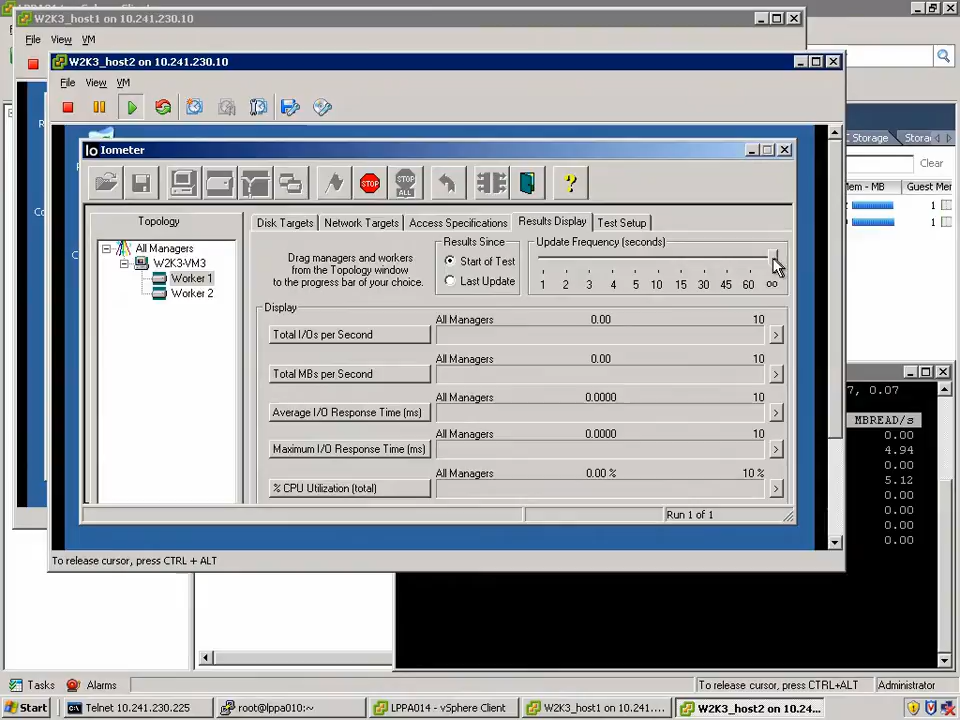 W2K3_host1 on 10.241.230.10
File View VM
W2K3_host2 on 10.241.230.10
File View VM
Iometer
Topology
All Managers
W2K3-VM3
Worker 1
Worker 2
Disk Targets Network Targets Access Specifications Results Display Test Setup
Drag managers and workers
from the Topology window
to the progress bar of your choice.
Results Since
Start of Test
Last Update
Update Frequency (seconds)
1 2 3 4 5 10 15 30 45 60 oo
Display
All Managers 0.00 10
Total I/Os per Second >
All Managers 0.00 10
Total MBs per Second >
All Managers 0.0000 10
Average I/O Response Time (ms) >
All Managers 0.0000 10
Maximum I/O Response Time (ms) >
All Managers 0.00 % 10 %
% CPU Utilization (total) >
Run 1 of 1
To release cursor, press CTRL + ALT
Storage
Clear
Mem - MB Guest Mem
7, 0.07
MBREAD/s
0.00
4.94
0.00
5.12
0.00
0.00
0.00
0.00
Tasks Alarms To release cursor, press CTRL+ALT Administrator
Start Telnet 10.241.230.225 root@lppa010:~ LPPA014 - vSphere Client W2K3_host1 on 10.241.... W2K3_host2 on 10.24...